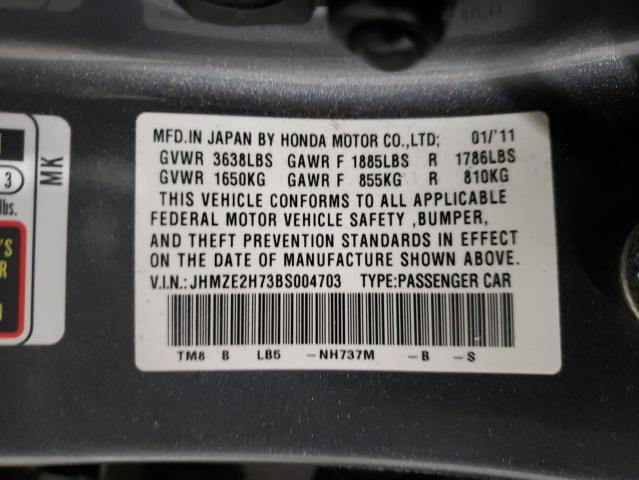 MFD.IN JAPAN BY HONDA MOTOR CO.,LTD; 01/'11
GVWR 3638LBS GAWR F 1885LBS R 1786LBS
GVWR 1650KG GAWR F 855KG R 810KG
THIS VEHICLE CONFORMS TO ALL APPLICABLE
FEDERAL MOTOR VEHICLE SAFETY ,BUMPER,
AND THEFT PREVENTION STANDARDS IN EFFECT
ON THE DATE OF MANUFACTURE SHOWN ABOVE.
V.I.N.: JHMZE2H73BS004703 TYPE:PASSENGER CAR
TM8 B LB5 -NH737M -B -S
MK
3
lbs.
'S
R